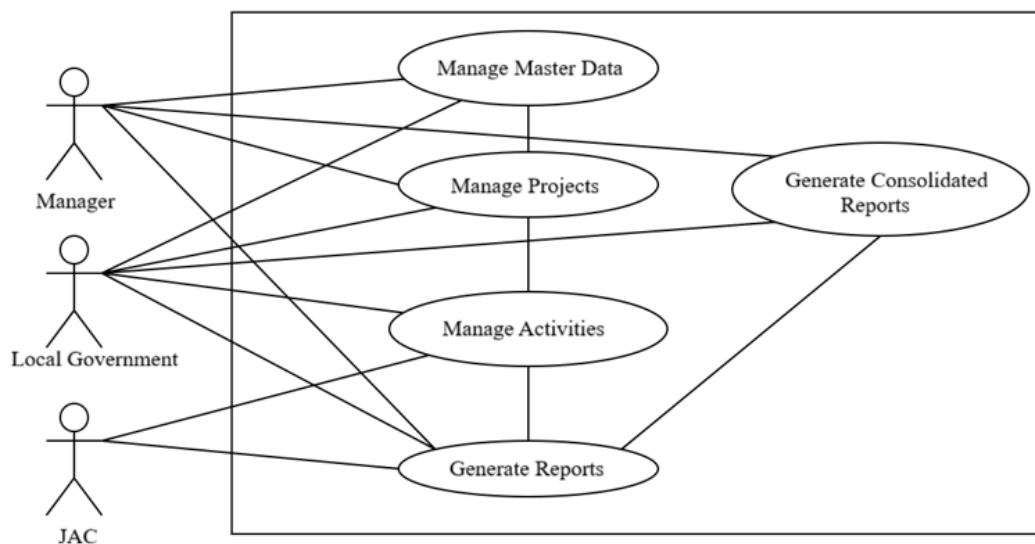 Manage Master Data
Manager
Manage Projects
Generate Consolidated
Reports
Local Government
Manage Activities
JAC
Generate Reports